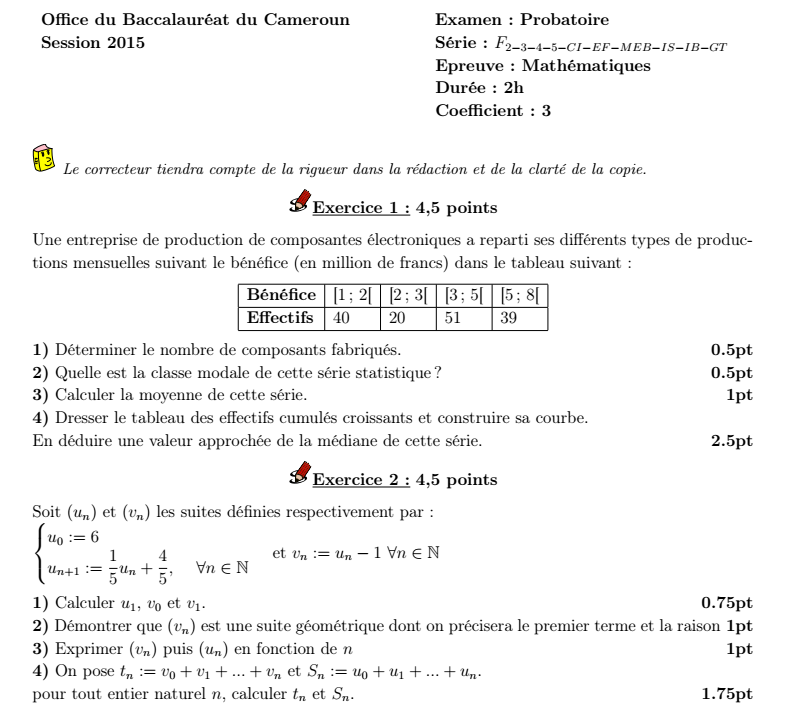 Office du Baccalauréat du Cameroun
Session 2015
Examen : Probatoire
Série : F₂₋₃₋₄₋₅₋CI₋EF₋MEB₋IS₋IB₋GT
Epreuve : Mathématiques
Durée : 2h
Coefficient : 3
Le correcteur tiendra compte de la rigueur dans la rédaction et de la clarté de la copie.
Exercice 1 : 4,5 points
Une entreprise de production de composantes électroniques a reparti ses différents types de produc-
tions mensuelles suivant le bénéfice (en million de francs) dans le tableau suivant :
Bénéfice [1 ; 2[ [2 ; 3[ [3 ; 5[ [5 ; 8[
Effectifs 40 20 51 39
1) Déterminer le nombre de composants fabriqués. 0.5pt
2) Quelle est la classe modale de cette série statistique ? 0.5pt
3) Calculer la moyenne de cette série. 1pt
4) Dresser le tableau des effectifs cumulés croissants et construire sa courbe.
En déduire une valeur approchée de la médiane de cette série. 2.5pt
Exercice 2 : 4,5 points
Soit (uₙ) et (vₙ) les suites définies respectivement par :
{ u₀ := 6
uₙ₊₁ := 1/5 uₙ + 4/5, ∀n ∈ ℕ et vₙ := uₙ − 1 ∀n ∈ ℕ
1) Calculer u₁, v₀ et v₁. 0.75pt
2) Démontrer que (vₙ) est une suite géométrique dont on précisera le premier terme et la raison 1pt
3) Exprimer (vₙ) puis (uₙ) en fonction de n 1pt
4) On pose tₙ := v₀ + v₁ + ... + vₙ et Sₙ := u₀ + u₁ + ... + uₙ.
pour tout entier naturel n, calculer tₙ et Sₙ. 1.75pt